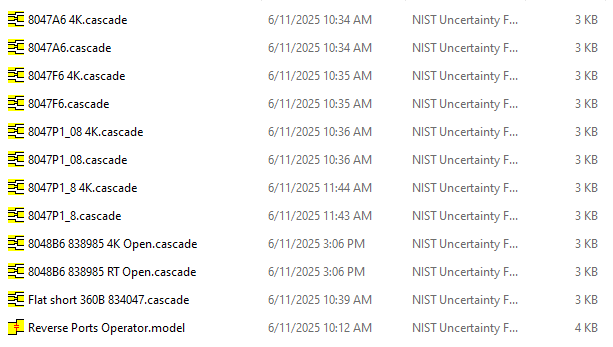 8047A6 4K.cascade 6/11/2025 10:34 AM NIST Uncertainty F... 3 KB
8047A6.cascade 6/11/2025 10:34 AM NIST Uncertainty F... 3 KB
8047F6 4K.cascade 6/11/2025 10:35 AM NIST Uncertainty F... 3 KB
8047F6.cascade 6/11/2025 10:35 AM NIST Uncertainty F... 3 KB
8047P1_08 4K.cascade 6/11/2025 10:36 AM NIST Uncertainty F... 3 KB
8047P1_08.cascade 6/11/2025 10:36 AM NIST Uncertainty F... 3 KB
8047P1_8 4K.cascade 6/11/2025 11:44 AM NIST Uncertainty F... 3 KB
8047P1_8.cascade 6/11/2025 11:43 AM NIST Uncertainty F... 3 KB
8048B6 838985 4K Open.cascade 6/11/2025 3:06 PM NIST Uncertainty F... 3 KB
8048B6 838985 RT Open.cascade 6/11/2025 3:06 PM NIST Uncertainty F... 3 KB
Flat short 360B 834047.cascade 6/11/2025 10:39 AM NIST Uncertainty F... 3 KB
Reverse Ports Operator.model 6/11/2025 10:12 AM NIST Uncertainty F... 4 KB